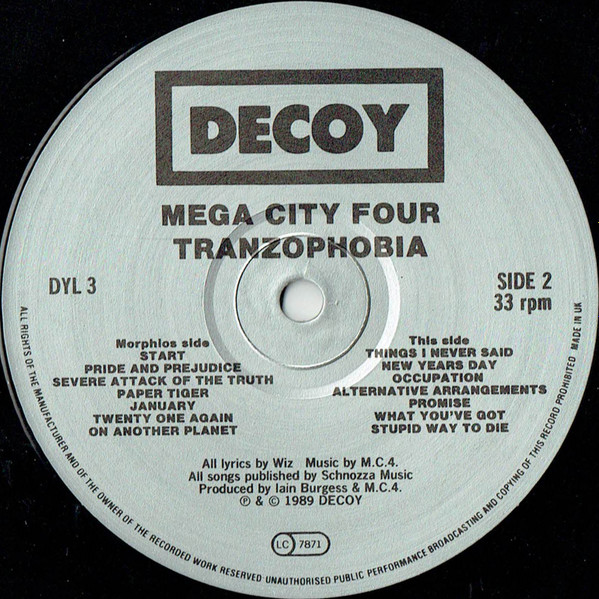 DECOY
MEGA CITY FOUR
TRANZOPHOBIA
DYL 3
SIDE 2
33 rpm
Morphios side
START
PRIDE AND PREJUDICE
SEVERE ATTACK OF THE TRUTH
PAPER TIGER
JANUARY
TWENTY ONE AGAIN
ON ANOTHER PLANET
This side
THINGS I NEVER SAID
NEW YEARS DAY
OCCUPATION
ALTERNATIVE ARRANGEMENTS
PROMISE
WHAT YOU'VE GOT
STUPID WAY TO DIE
All lyrics by Wiz Music by M.C.4.
All songs published by Schnozza Music
Produced by Iain Burgess & M.C.4.
℗ & © 1989 DECOY
LC 7871
ALL RIGHTS OF THE MANUFACTURER AND OF THE OWNER OF THE RECORDED WORK RESERVED UNAUTHORISED PUBLIC PERFORMANCE BROADCASTING AND COPYING OF THIS RECORD PROHIBITED MADE IN UK